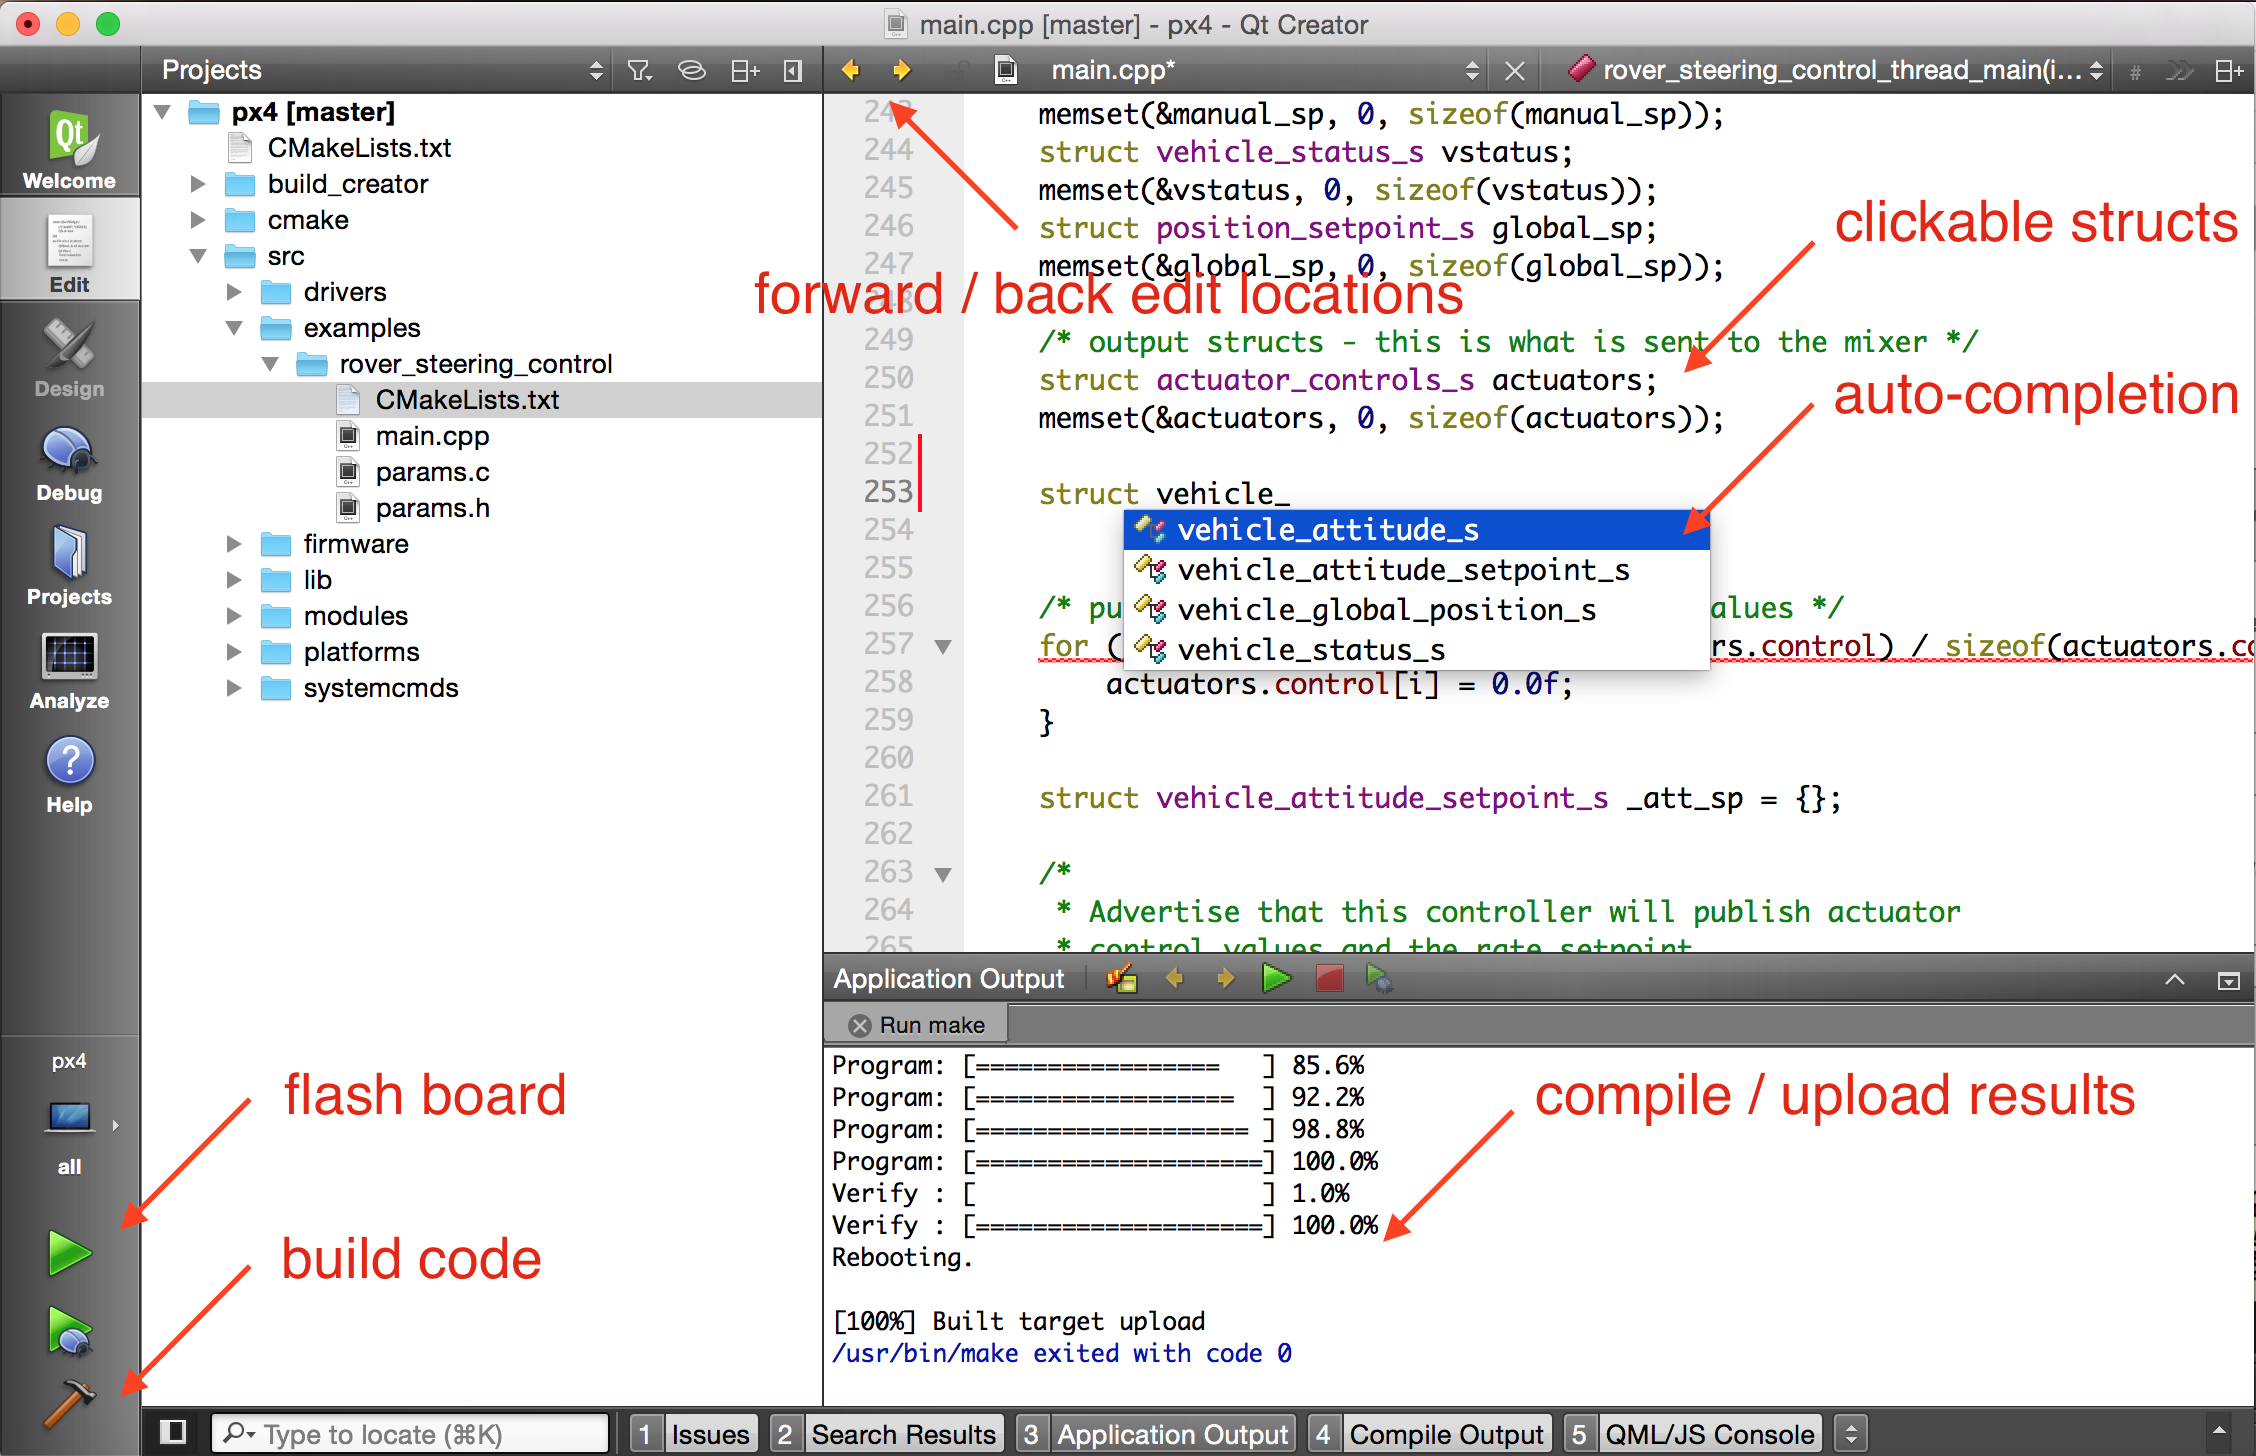 main.cpp [master] - px4 - Qt Creator
Projects
main.cpp*
rover_steering_control_thread_main(i...
#
Qt
Welcome
Edit
Design
Debug
Projects
Analyze
Help
px4
all
px4 [master]
CMakeLists.txt
build_creator
cmake
src
drivers
examples
rover_steering_control
CMakeLists.txt
main.cpp
params.c
params.h
firmware
lib
modules
platforms
systemcmds
flash board
build code
memset(&manual_sp, 0, sizeof(manual_sp));
244 struct vehicle_status_s vstatus;
245 memset(&vstatus, 0, sizeof(vstatus));
246 struct position_setpoint_s global_sp;
247 memset(&global_sp, 0, sizeof(global_sp));
forward / back edit locations
clickable structs
249 /* output structs - this is what is sent to the mixer */
250 struct actuator_controls_s actuators;
251 memset(&actuators, 0, sizeof(actuators));
auto-completion
252
253 struct vehicle_
254
vehicle_attitude_s
vehicle_attitude_setpoint_s
vehicle_global_position_s
vehicle_status_s
255
256 /* pu alues */
257 for ( rs.control) / sizeof(actuators.co
258 actuators.control[i] = 0.0f;
259 }
260
261 struct vehicle_attitude_setpoint_s _att_sp = {};
262
263 /*
264 * Advertise that this controller will publish actuator
265 * control values and the rate setpoint
Application Output
Run make
Program: [================= ] 85.6%
Program: [================== ] 92.2%
Program: [=================== ] 98.8%
Program: [====================] 100.0%
Verify : [ ] 1.0%
Verify : [====================] 100.0%
Rebooting.
[100%] Built target upload
/usr/bin/make exited with code 0
compile / upload results
Type to locate (⌘K)
1 Issues
2 Search Results
3 Application Output
4 Compile Output
5 QML/JS Console